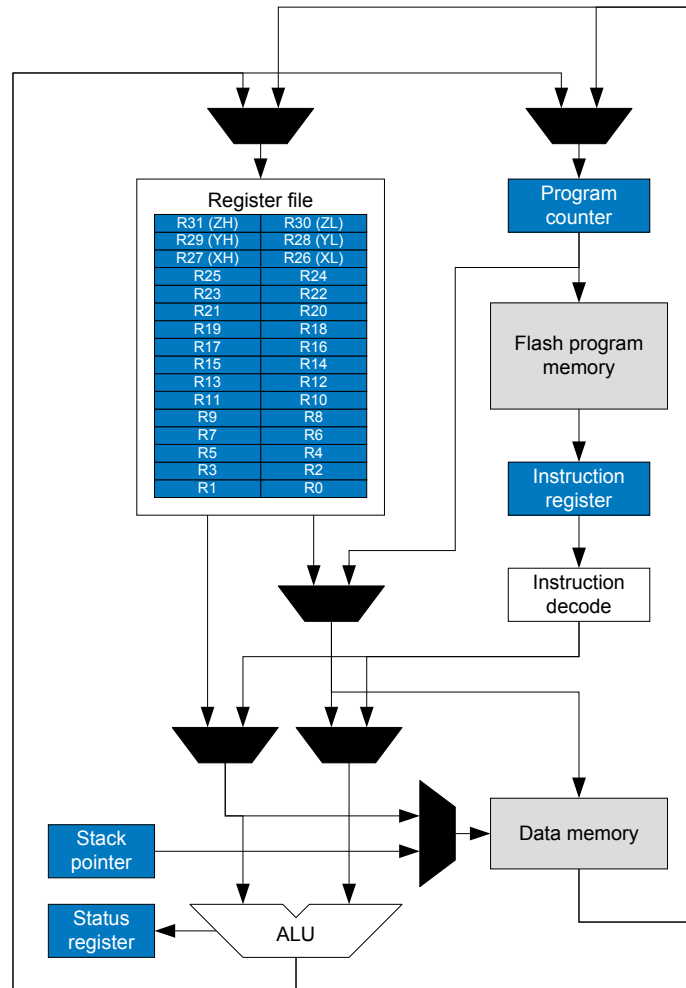 Register file
R31 (ZH) R30 (ZL)
R29 (YH) R28 (YL)
R27 (XH) R26 (XL)
R25 R24
R23 R22
R21 R20
R19 R18
R17 R16
R15 R14
R13 R12
R11 R10
R9 R8
R7 R6
R5 R4
R3 R2
R1 R0
Program
counter
Flash program
memory
Instruction
register
Instruction
decode
Stack
pointer
Data memory
Status
register
ALU